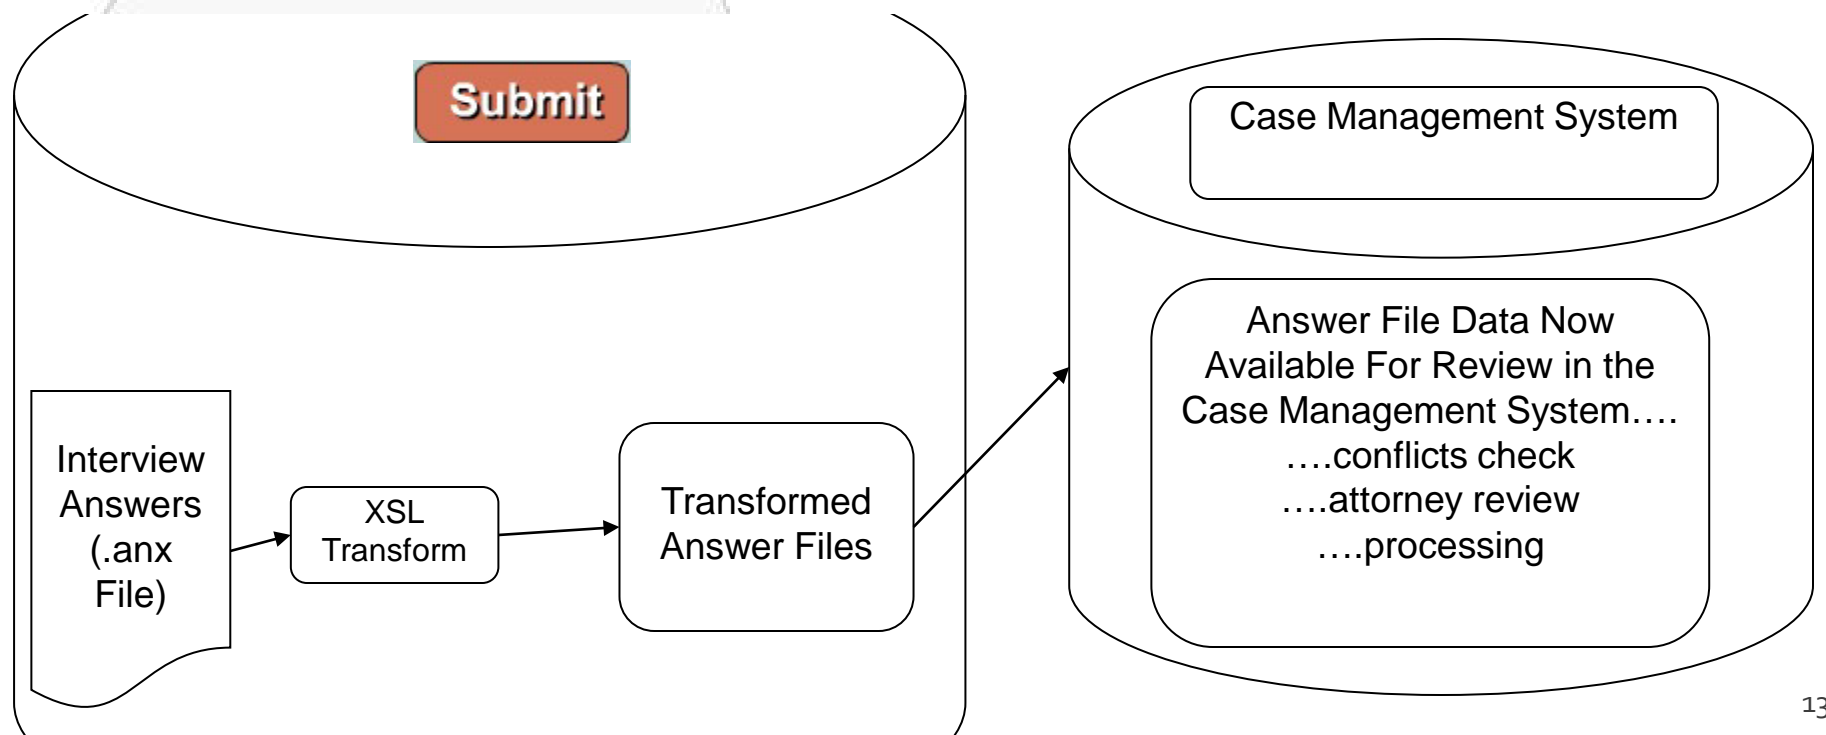 Submit
Case Management System
Interview
Answers
(.anx
File)
XSL
Transform
Transformed
Answer Files
Answer File Data Now
Available For Review in the
Case Management System….
….conflicts check
….attorney review
….processing
13